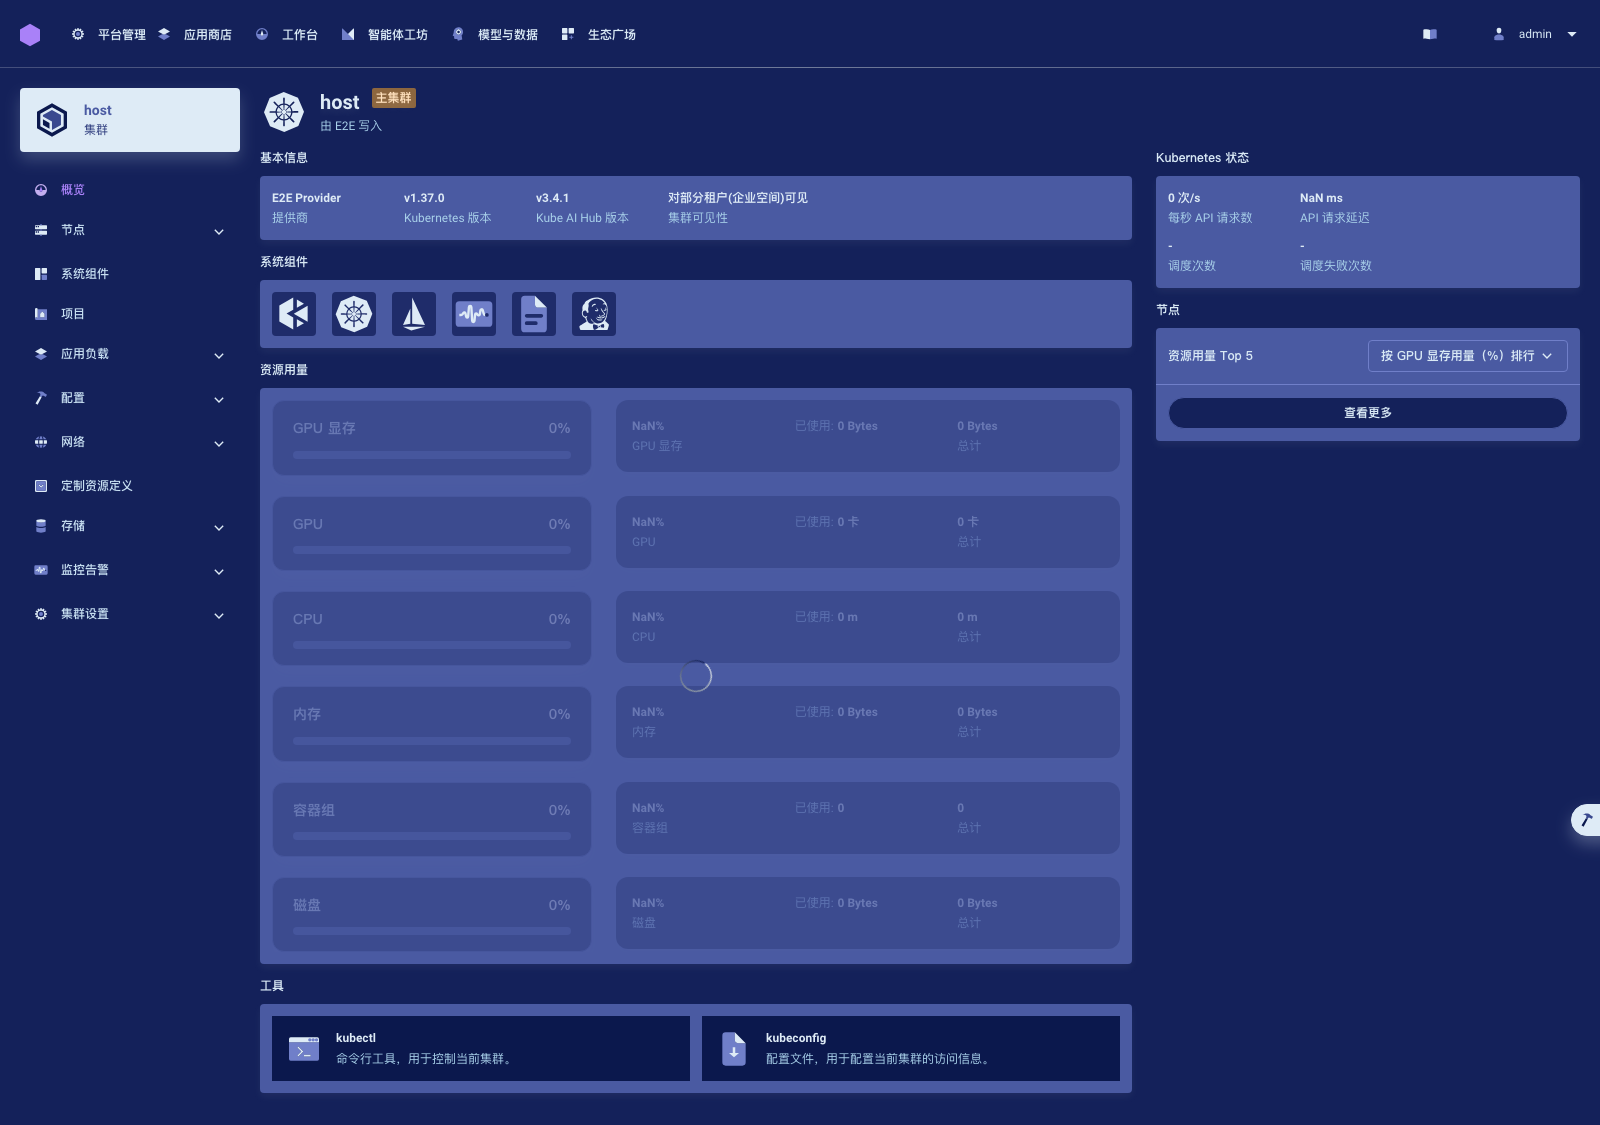 平台管理
应用商店
工作台
智能体工坊
模型与数据
生态广场
admin
host
集群
概览
节点
系统组件
项目
应用负载
配置
网络
定制资源定义
存储
监控告警
集群设置
host
主集群
由 E2E 写入
基本信息
E2E Provider
提供商
v1.37.0
Kubernetes 版本
v3.4.1
Kube AI Hub 版本
对部分租户(企业空间)可见
集群可见性
系统组件
资源用量
GPU 显存
0%
NaN%
GPU 显存
已使用: 0 Bytes
0 Bytes
总计
GPU
0%
NaN%
GPU
已使用: 0 卡
0 卡
总计
CPU
0%
NaN%
CPU
已使用: 0 m
0 m
总计
内存
0%
NaN%
内存
已使用: 0 Bytes
0 Bytes
总计
容器组
0%
NaN%
容器组
已使用: 0
0
总计
磁盘
0%
NaN%
磁盘
已使用: 0 Bytes
0 Bytes
总计
工具
kubectl
命令行工具，用于控制当前集群。
kubeconfig
配置文件，用于配置当前集群的访问信息。
Kubernetes 状态
0 次/s
每秒 API 请求数
NaN ms
API 请求延迟
-
调度次数
-
调度失败次数
节点
资源用量 Top 5
按 GPU 显存用量（%）排行
查看更多